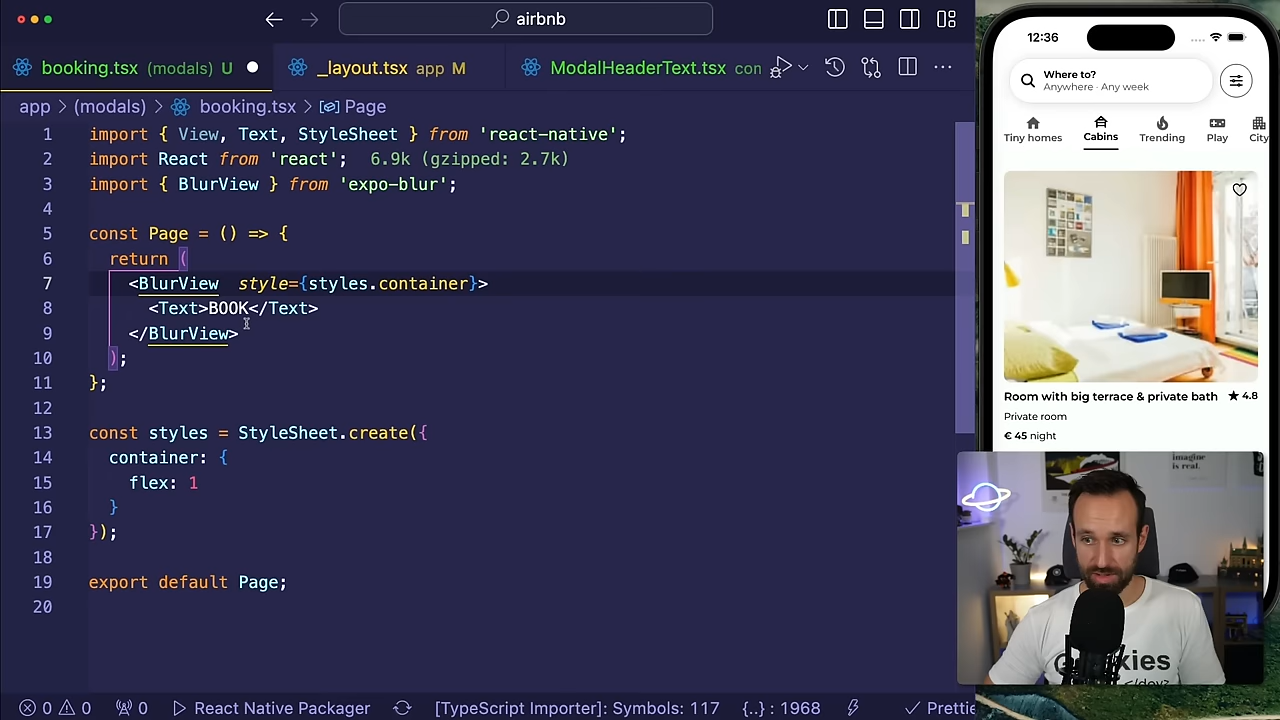 airbnb
booking.tsx (modals) U
_layout.tsx app M
ModalHeaderText.tsx con
app > (modals) > booking.tsx > Page
1 import { View, Text, StyleSheet } from 'react-native';
2 import React from 'react'; 6.9k (gzipped: 2.7k)
3 import { BlurView } from 'expo-blur';
4
5 const Page = () => {
6 return (
7 <BlurView style={styles.container}>
8 <Text>BOOK</Text>
9 </BlurView>
10 );
11 };
12
13 const styles = StyleSheet.create({
14 container: {
15 flex: 1
16 }
17 });
18
19 export default Page;
20
0 0 0 React Native Packager [TypeScript Importer]: Symbols: 117 {..} : 1968 Prettie
12:36
Where to?
Anywhere · Any week
Tiny homes Cabins Trending Play City
Room with big terrace & private bath ★ 4.8
Private room
€ 45 night
imagine
is real.